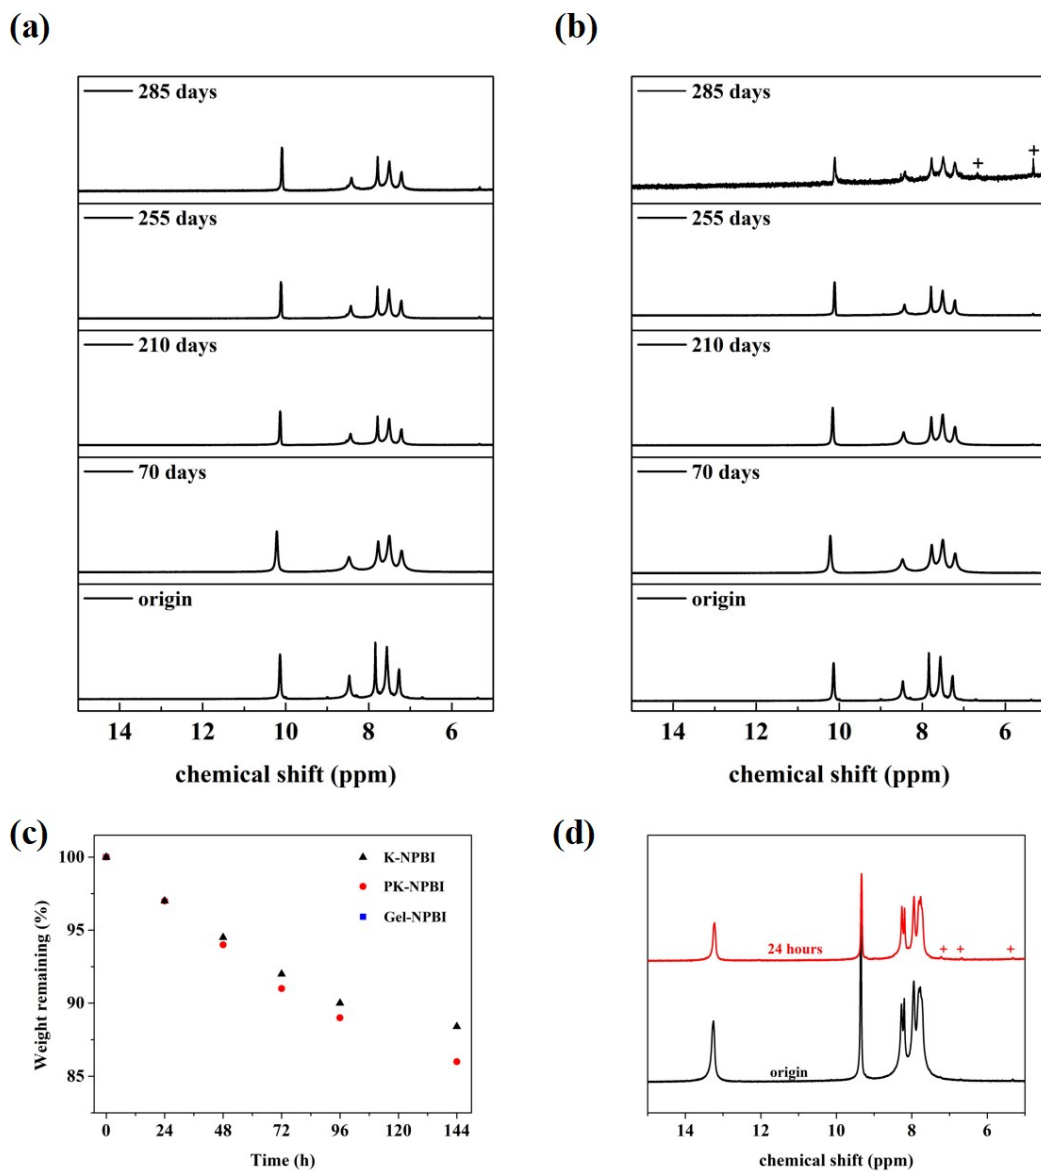 (a)
285 days
255 days
210 days
70 days
origin
14 12 10 8 6
chemical shift (ppm)
(b)
285 days
+ +
255 days
210 days
70 days
origin
14 12 10 8 6
chemical shift (ppm)
(c)
100
95
90
85
Weight remaining (%)
K-NPBI
PK-NPBI
Gel-NPBI
0 24 48 72 96 120 144
Time (h)
(d)
24 hours
+ + +
origin
15 14 12 10 8 6
chemical shift (ppm)